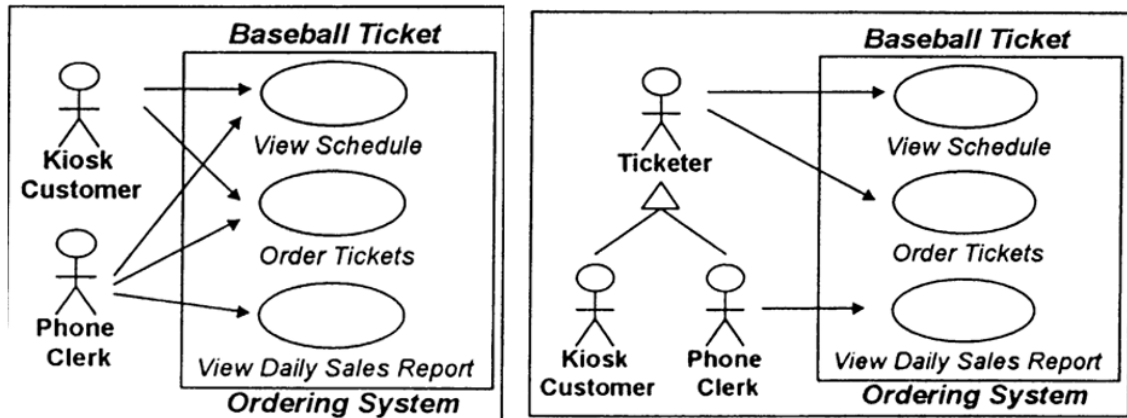 Baseball Ticket
Kiosk
Customer
View Schedule
Order Tickets
Phone
Clerk
View Daily Sales Report
Ordering System
Baseball Ticket
Ticketer
View Schedule
Order Tickets
Kiosk
Customer
Phone
Clerk
View Daily Sales Report
Ordering System